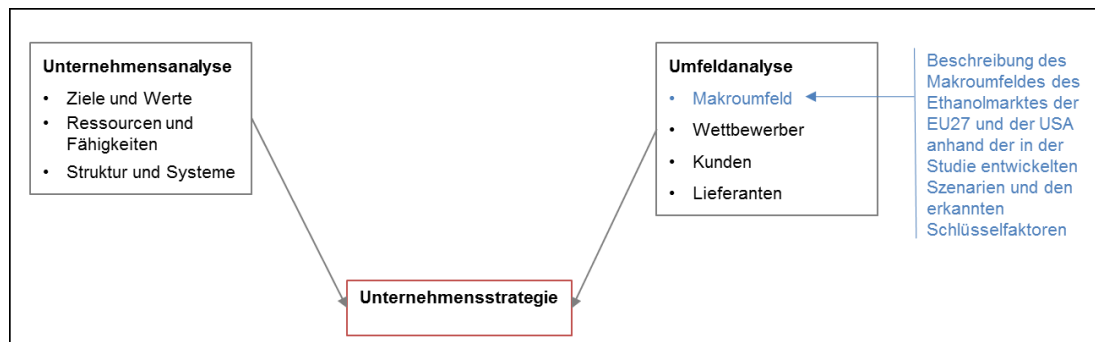 Unternehmensanalyse
• Ziele und Werte
• Ressourcen und
Fähigkeiten
• Struktur und Systeme
Umfeldanalyse
• Makroumfeld
• Wettbewerber
• Kunden
• Lieferanten
Beschreibung des
Makroumfeldes des
Ethanolmarktes der
EU27 und der USA
anhand der in der
Studie entwickelten
Szenarien und den
erkannten
Schlüsselfaktoren
Unternehmensstrategie